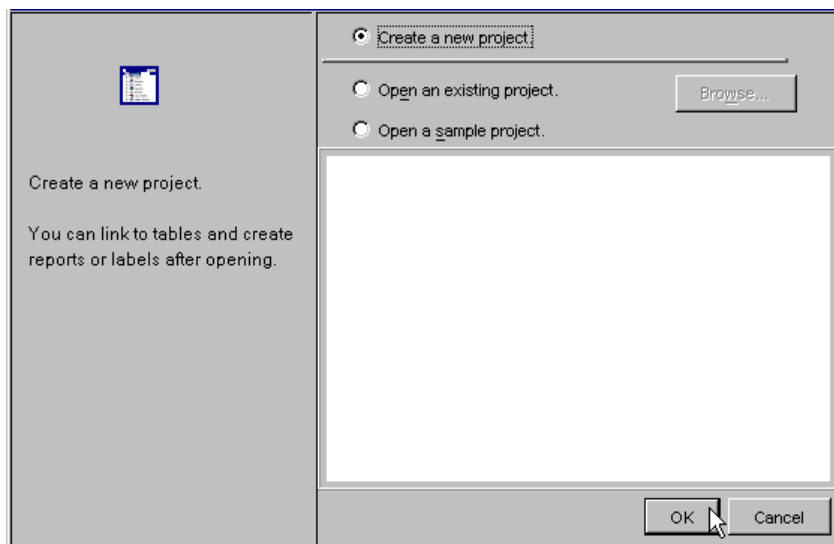 Create a new project.
You can link to tables and create
reports or labels after opening.
Create a new project.
Open an existing project.
Browse...
Open a sample project.
OK
Cancel